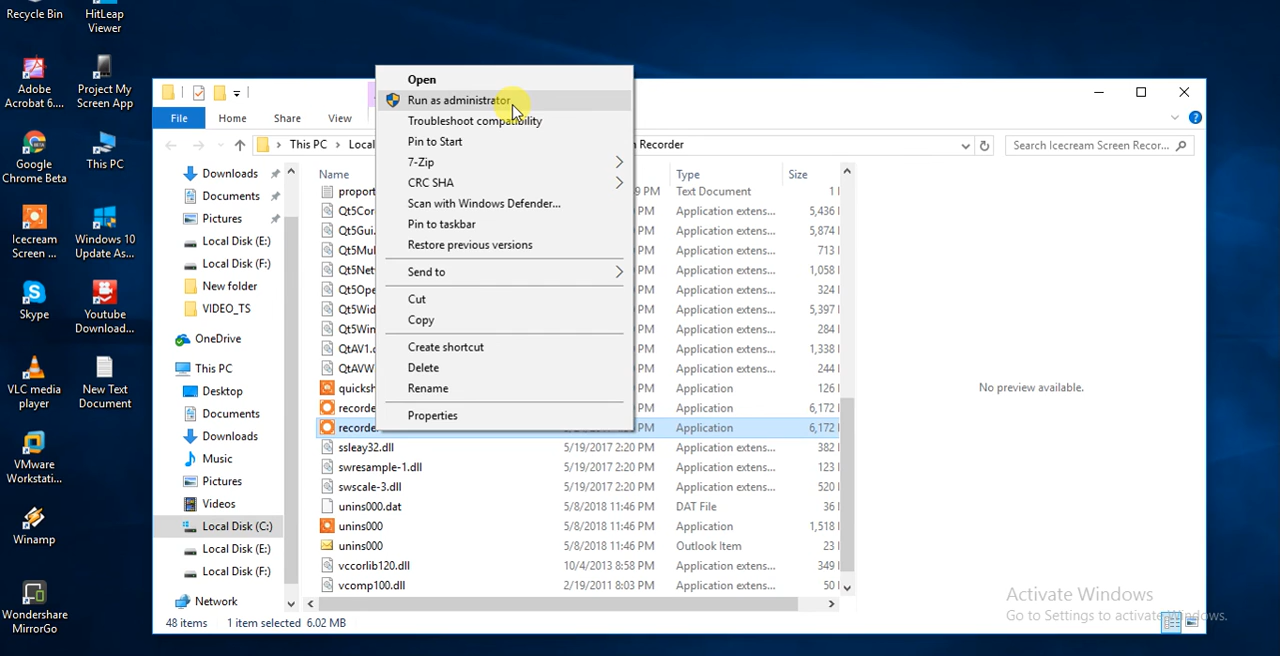 Recycle Bin
HitLeap
Viewer
Adobe
Acrobat 6....
Project My
Screen App
Google
Chrome Beta
This PC
Icecream
Screen ...
Windows 10
Update As...
Skype
Youtube
Download...
VLC media
player
New Text
Document
VMware
Workstati...
Winamp
Wondershare
MirrorGo
File
Home
Share
View
This PC
Local
n Recorder
Search Icecream Screen Recor...
Downloads
Documents
Pictures
Local Disk (E:)
Local Disk (F:)
New folder
VIDEO_TS
OneDrive
This PC
Desktop
Documents
Downloads
Music
Pictures
Videos
Local Disk (C:)
Local Disk (E:)
Local Disk (F:)
Network
Open
Run as administrator
Troubleshoot compatibility
Pin to Start
7-Zip
CRC SHA
Scan with Windows Defender...
Pin to taskbar
Restore previous versions
Send to
Cut
Copy
Create shortcut
Delete
Rename
Properties
Name Type Size
proport 9 PM Text Document 1
Qt5Cor PM Application extens... 5,436
Qt5Gui. PM Application extens... 5,874
Qt5Mul PM Application extens... 713
Qt5Net PM Application extens... 1,058
Qt5Ope PM Application extens... 324
Qt5Wid PM Application extens... 5,397
Qt5Win PM Application extens... 284
QtAV1.c PM Application extens... 1,338
QtAVW PM Application extens... 244
quicksh PM Application 126
recorde PM Application 6,172
recorde Application 6,172
ssleay32.dll 5/19/2017 2:20 PM Application extens... 382
swresample-1.dll 5/19/2017 2:20 PM Application extens... 123
swscale-3.dll 5/19/2017 2:20 PM Application extens... 520
unins000.dat 5/8/2018 11:46 PM DAT File 36
unins000 5/8/2018 11:46 PM Application 1,518
unins000 5/8/2018 11:46 PM Outlook Item 23
vccorlib120.dll 10/4/2013 8:58 PM Application extens... 349
vcomp100.dll 2/19/2011 8:03 PM Application extens... 50
No preview available.
Activate Windows
Go to Settings to activate Windows.
48 items 1 item selected 6.02 MB